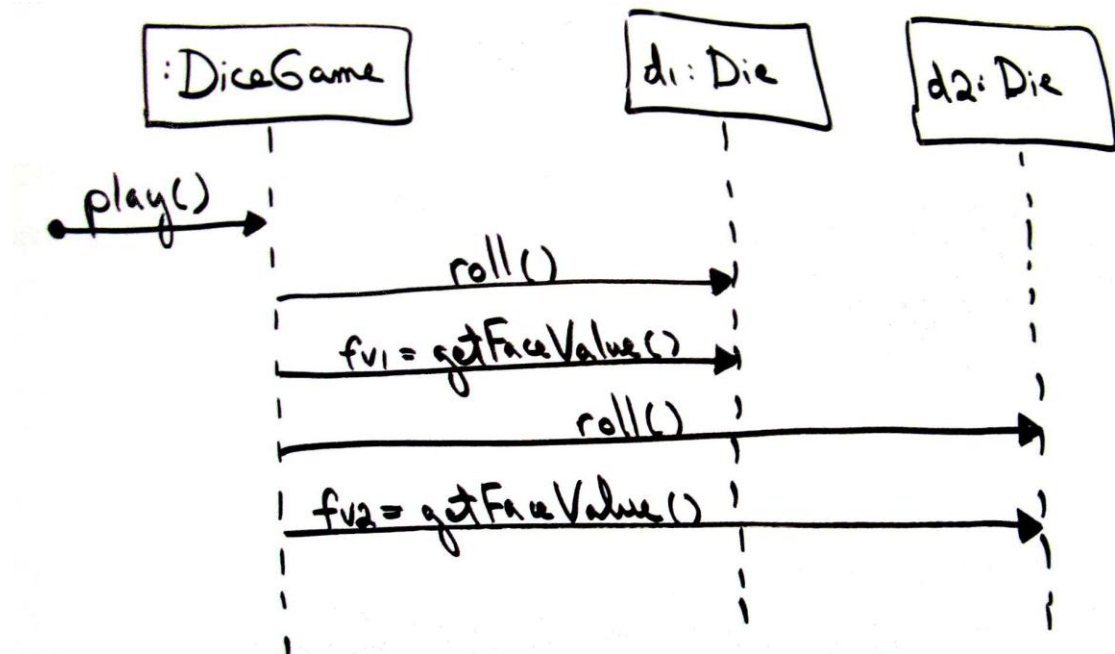 :DiceGame
d1: Die
d2: Die
play()
roll()
fv1 = getFaceValue()
roll()
fv2 = getFaceValue()